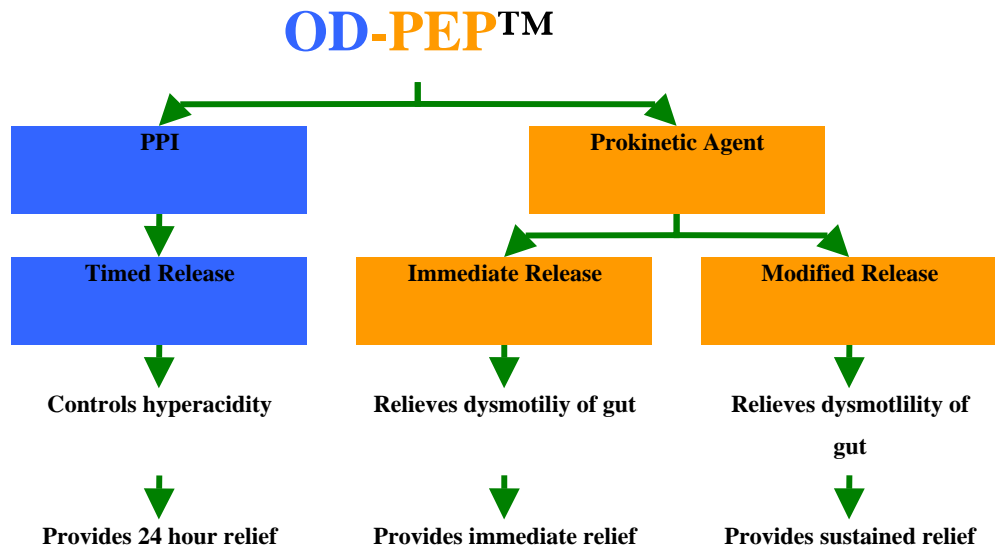 OD-PEP™
PPI
Prokinetic Agent
Timed Release
Immediate Release
Modified Release
Controls hyperacidity
Relieves dysmotiliy of gut
Relieves dysmotlility of
gut
Provides 24 hour relief
Provides immediate relief
Provides sustained relief